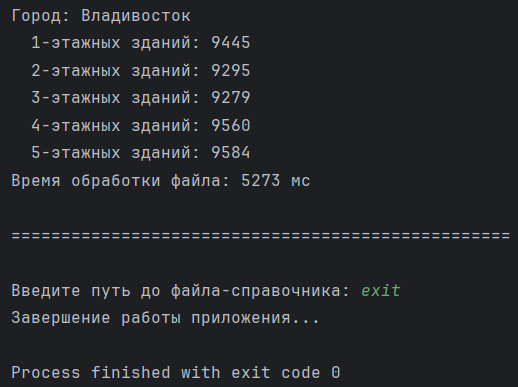 Город: Владивосток
  1-этажных зданий: 9445
  2-этажных зданий: 9295
  3-этажных зданий: 9279
  4-этажных зданий: 9560
  5-этажных зданий: 9584
Время обработки файла: 5273 мс
==================================================
Введите путь до файла-справочника: exit
Завершение работы приложения...
Process finished with exit code 0